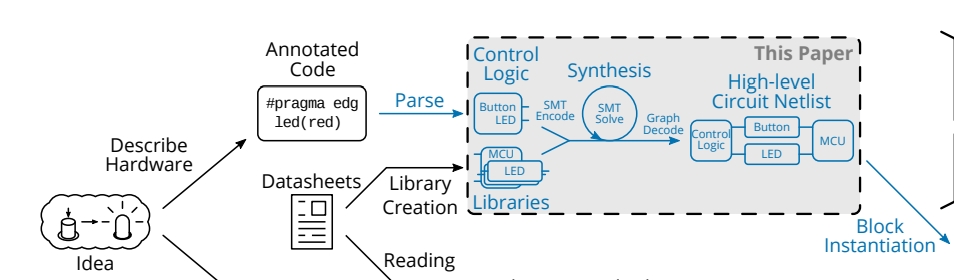 Annotated
Code
#pragma edg
led(red)
Parse
Describe
Hardware
Idea
Datasheets
Library
Creation
Reading
This Paper
Control
Logic
Button
LED
MCU
LED
Libraries
SMT
Encode
Synthesis
SMT
Solve
Graph
Decode
High-level
Circuit Netlist
Control
Logic
Button
LED
MCU
Block
Instantiation